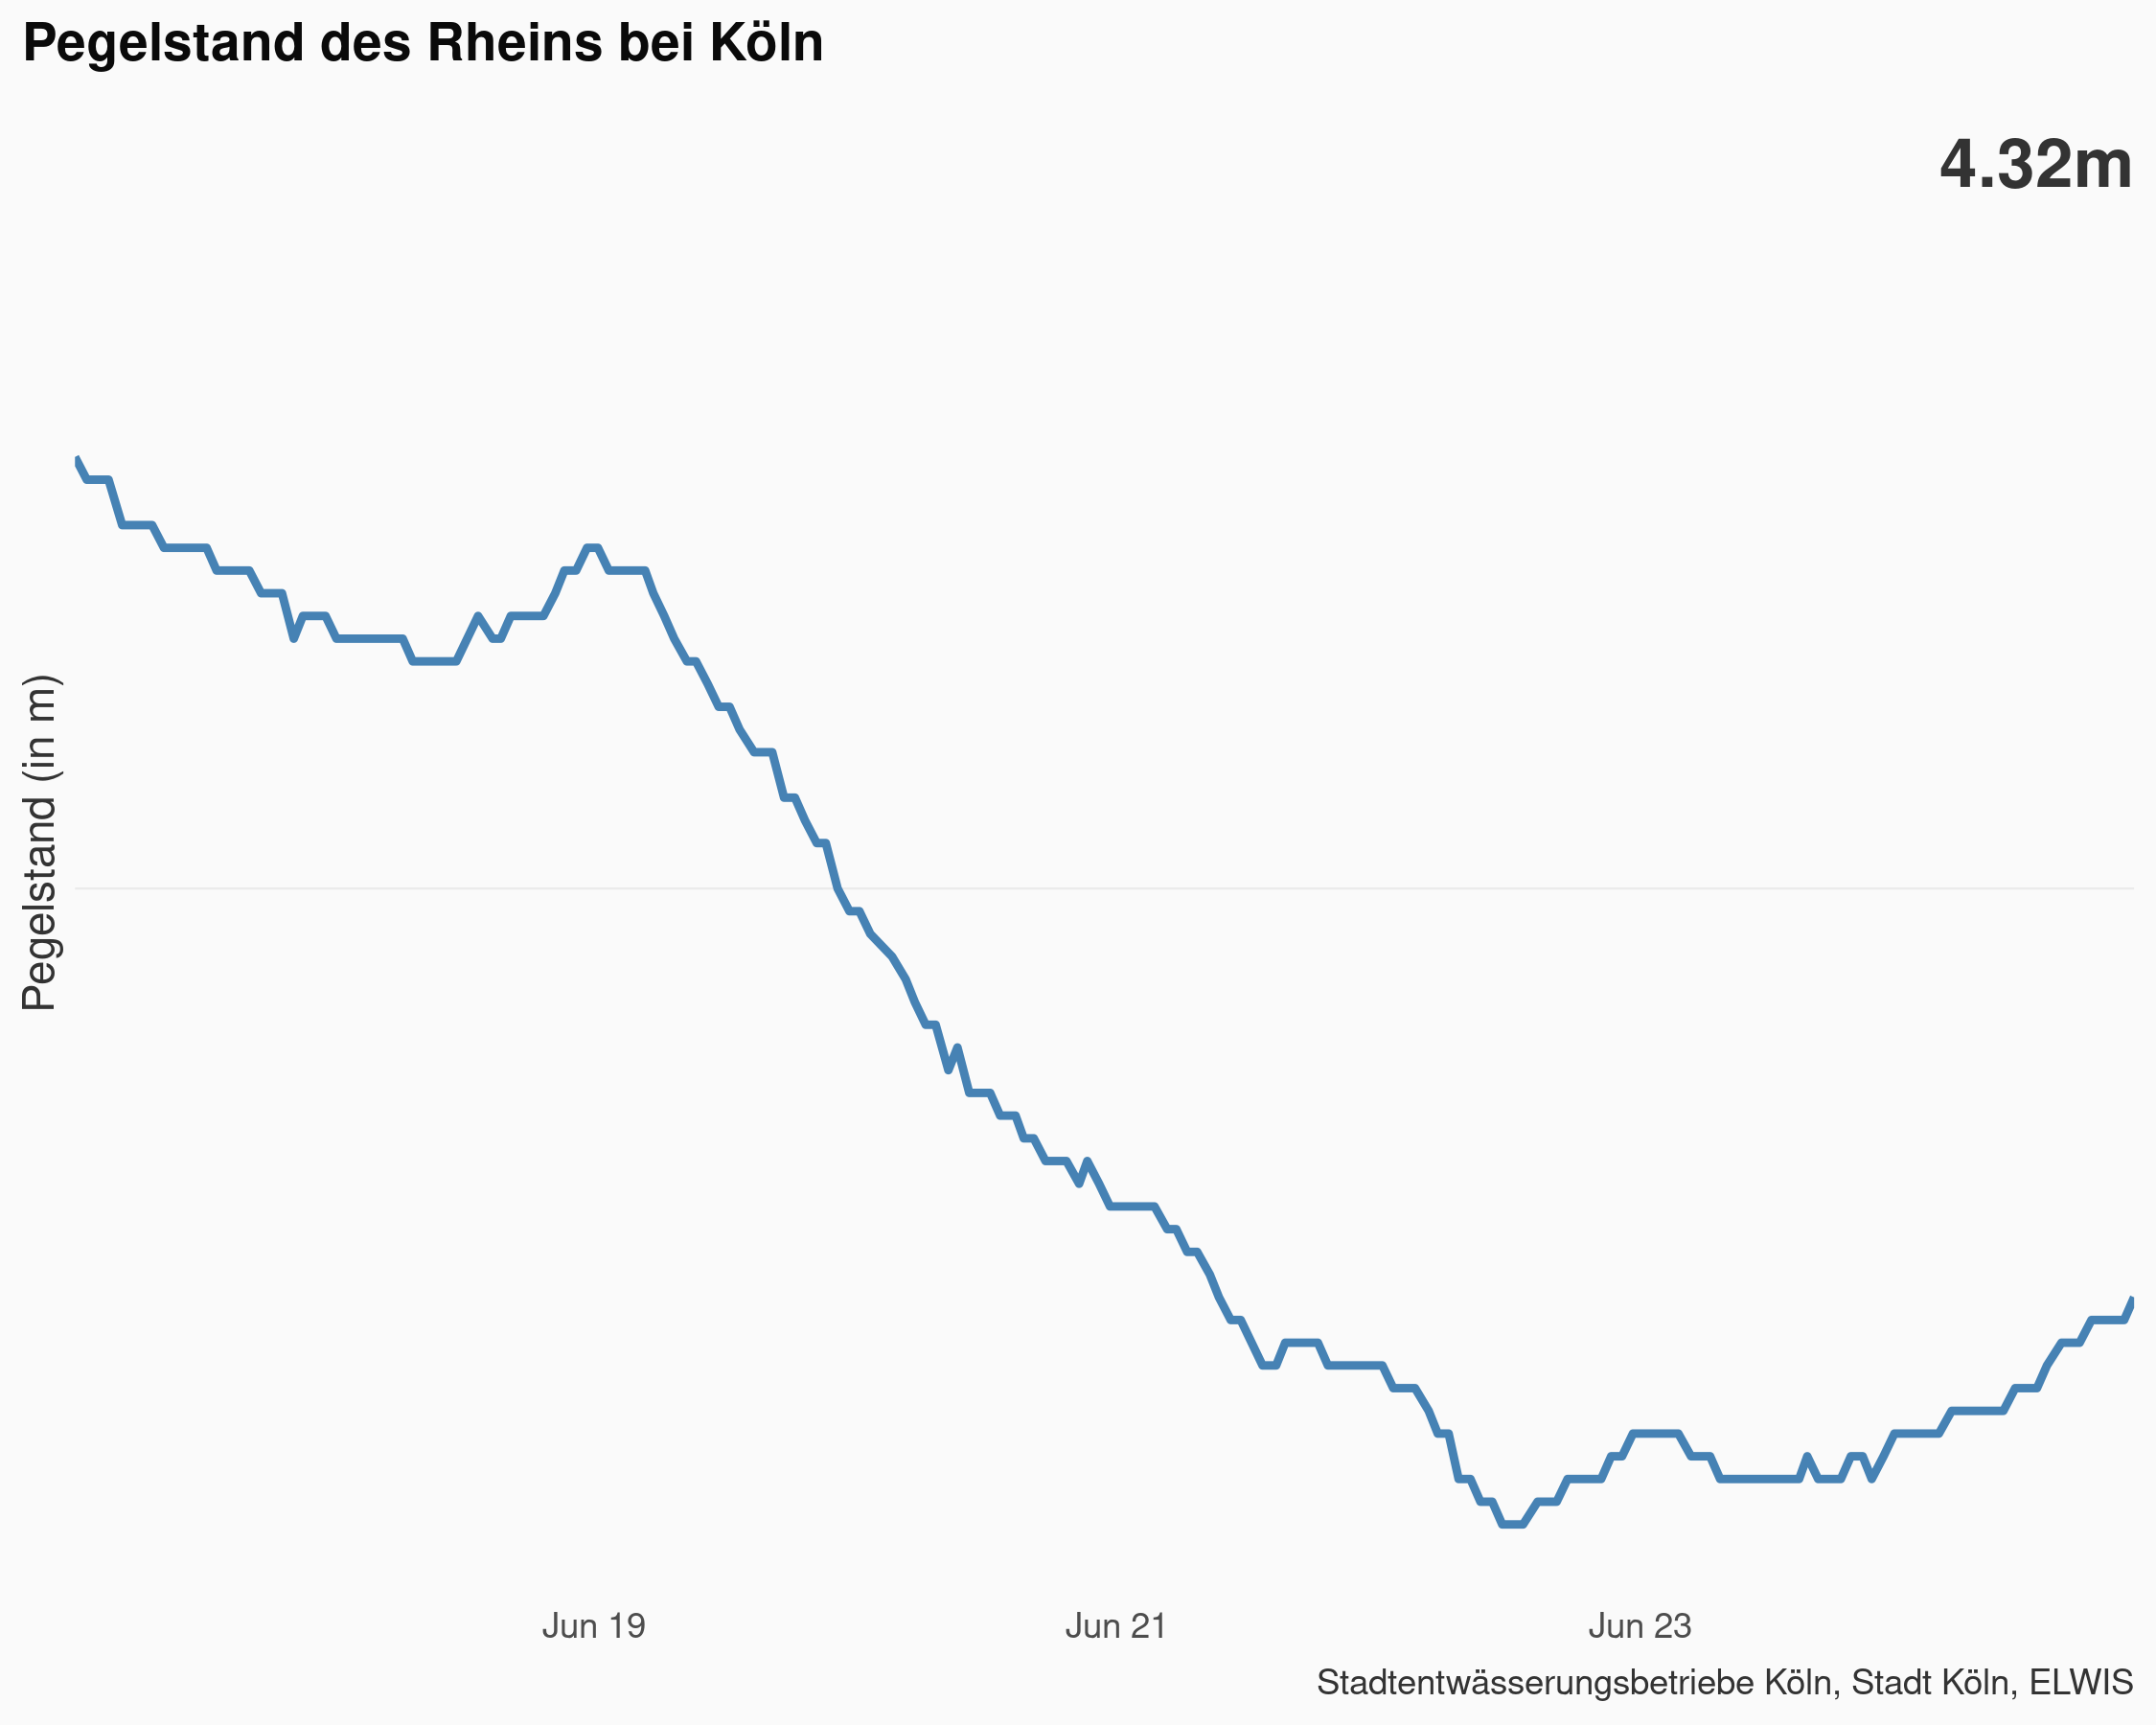 Pegelstand des Rheins bei Köln
4.32m
Pegelstand (in m)
Jun 19
Jun 21
Jun 23
Stadtentwässerungsbetriebe Köln, Stadt Köln, ELWIS